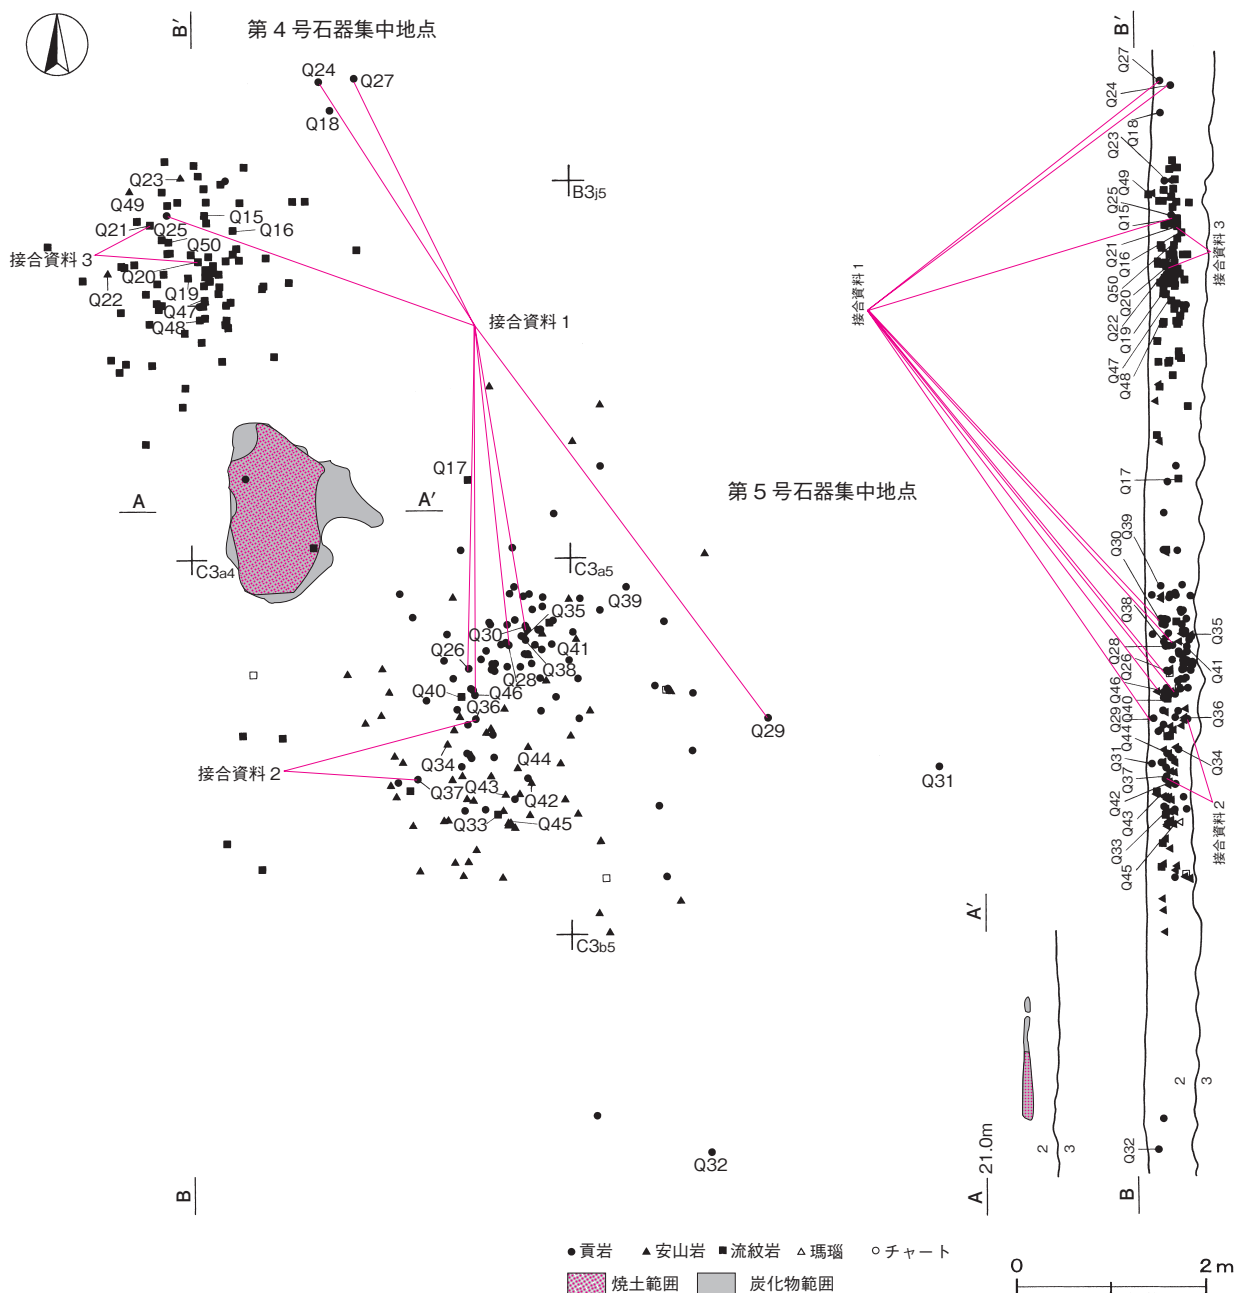 B′
第４号石器集中地点
Q24
Q27
Q18
B3j5
Q23
Q49
Q15
Q21
Q25
Q16
Q50
接合資料３
Q20
Q22
Q19
Q47
Q48
接合資料１
Q17
第５号石器集中地点
A
A′
C3a4
C3a5
Q39
Q35
Q30
Q41
Q26
Q38
Q28
Q40
Q46
Q36
Q29
Q34
Q44
接合資料２
Q31
Q37
Q43
Q42
Q33
Q45
C3b5
Q32
B
B′
Q27
Q24
Q18
Q23
Q49
Q25
Q15
Q21
Q16
Q50
Q20
Q22
Q19
Q47
Q48
接合資料３
接合資料１
Q17
Q39
Q30
Q38
Q35
Q28
Q26
Q41
Q46
Q40
Q29
Q36
Q44
Q31
Q34
Q37
Q42
Q43
Q33
Q45
接合資料２
A′
2
3
2
3
Q32
A
21.0m
B
●頁岩 ▲安山岩 ■流紋岩 △瑪瑙 ○チャート
焼土範囲 炭化物範囲
0 2 m